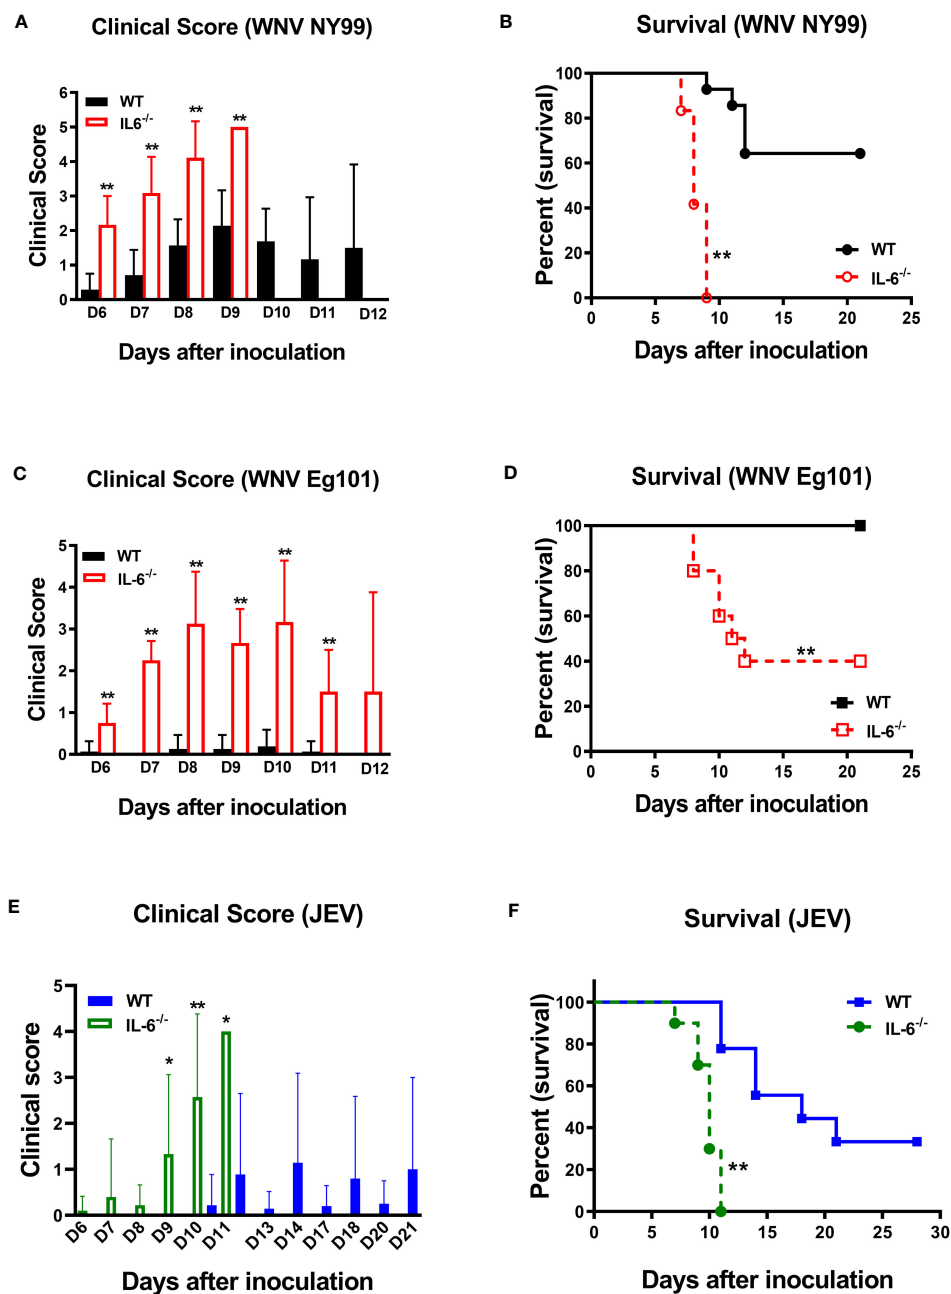 A
Clinical Score (WNV NY99)
Clinical Score
6
5
4
3
2
1
0
WT
IL6-/-
**
**
**
**
D6 D7 D8 D9 D10 D11 D12
Days after inoculation
B
Survival (WNV NY99)
Percent (survival)
100
80
60
40
20
0
**
WT
IL-6-/-
0 5 10 15 20 25
Days after inoculation
C
Clinical Score (WNV Eg101)
Clinical Score
5
4
3
2
1
0
WT
IL-6-/-
**
**
**
**
**
**
D6 D7 D8 D9 D10 D11 D12
Days after inoculation
D
Survival (WNV Eg101)
Percent (survival)
100
80
60
40
20
0
**
WT
IL-6-/-
0 5 10 15 20 25
Days after inoculation
E
Clinical Score (JEV)
Clinical score
5
4
3
2
1
0
WT
IL-6-/-
*
**
*
D6 D7 D8 D9 D10 D11 D13 D14 D17 D18 D20 D21
Days after inoculation
F
Survival (JEV)
Percent (survival)
100
80
60
40
20
0
WT
IL-6-/-
**
0 5 10 15 20 25 30
Days after inoculation